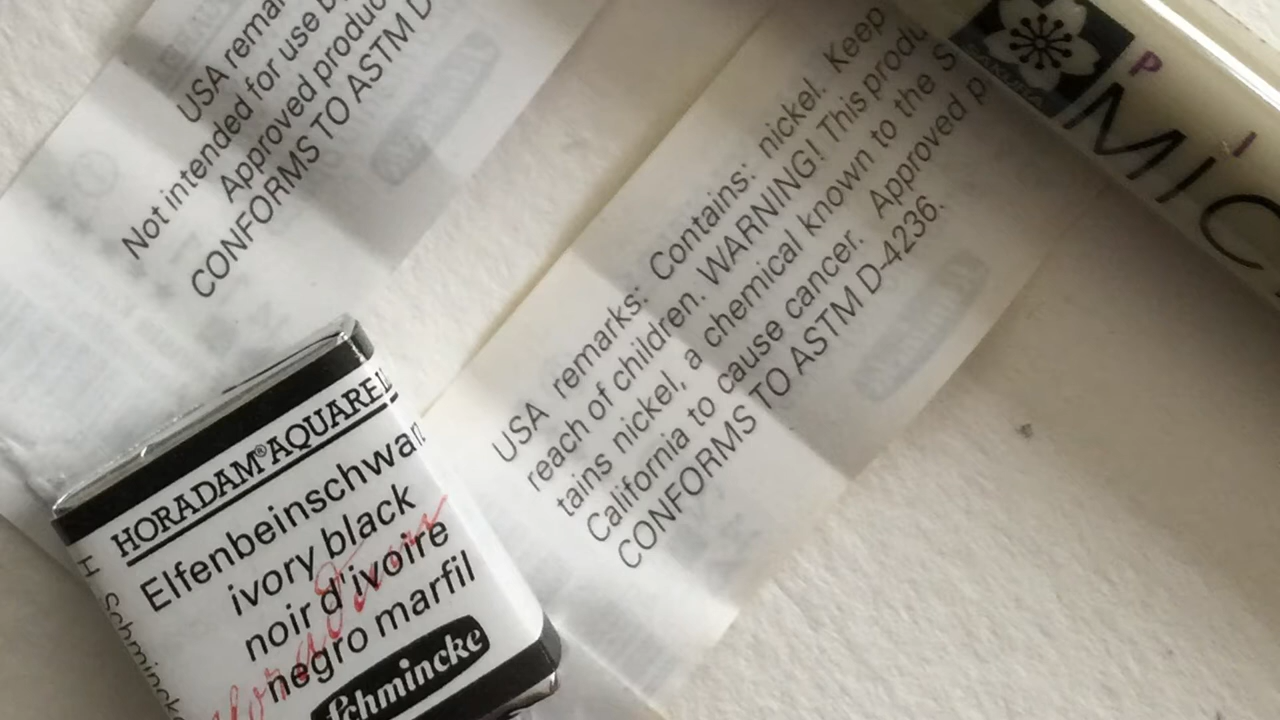 USA remar
Not intended for use b
Approved produc
CONFORMS TO ASTM D
USA remarks: Contains: nickel. Keep
reach of children. WARNING! This produ
tains nickel, a chemical known to the S
California to cause cancer. Approved p
CONFORMS TO ASTM D-4236.
P I
MIC
HORADAM®AQUAREL
Elfenbeinschwar
ivory black
noir d'ivoire
negro marfil
Schmincke
H Schmincke